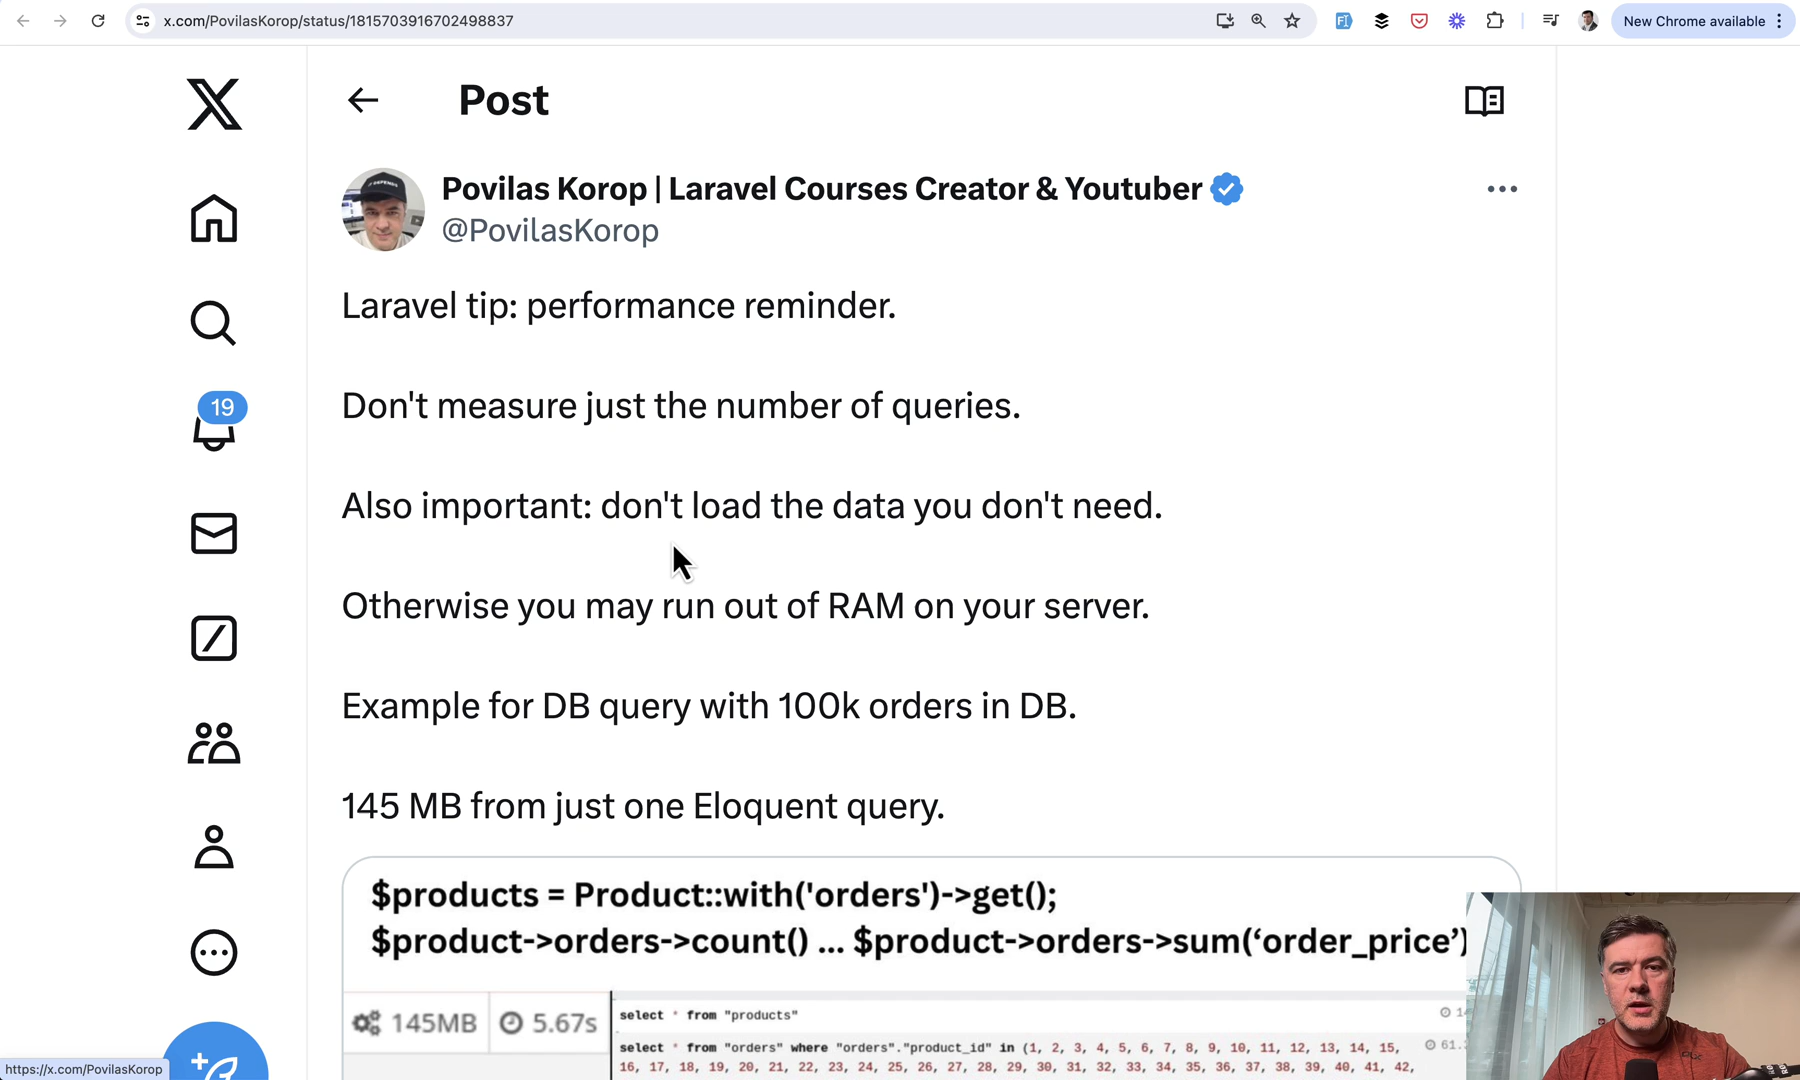 x.com/PovilasKorop/status/1815703916702498837
New Chrome available
Post
Povilas Korop | Laravel Courses Creator & Youtuber
@PovilasKorop
Laravel tip: performance reminder.
Don't measure just the number of queries.
19
Also important: don't load the data you don't need.
Otherwise you may run out of RAM on your server.
Example for DB query with 100k orders in DB.
145 MB from just one Eloquent query.
$products = Product::with('orders')->get();
$product->orders->count() ... $product->orders->sum(‘order_price’)
145MB
5.67s
select * from "products"
select * from "orders" where "orders"."product_id" in (1, 2, 3, 4, 5, 6, 7, 8, 9, 10, 11, 12, 13, 14, 15,
16, 17, 18, 19, 20, 21, 22, 23, 24, 25, 26, 27, 28, 29, 30, 31, 32, 33, 34, 35, 36, 37, 38, 39, 40, 41, 42,
https://x.com/PovilasKorop